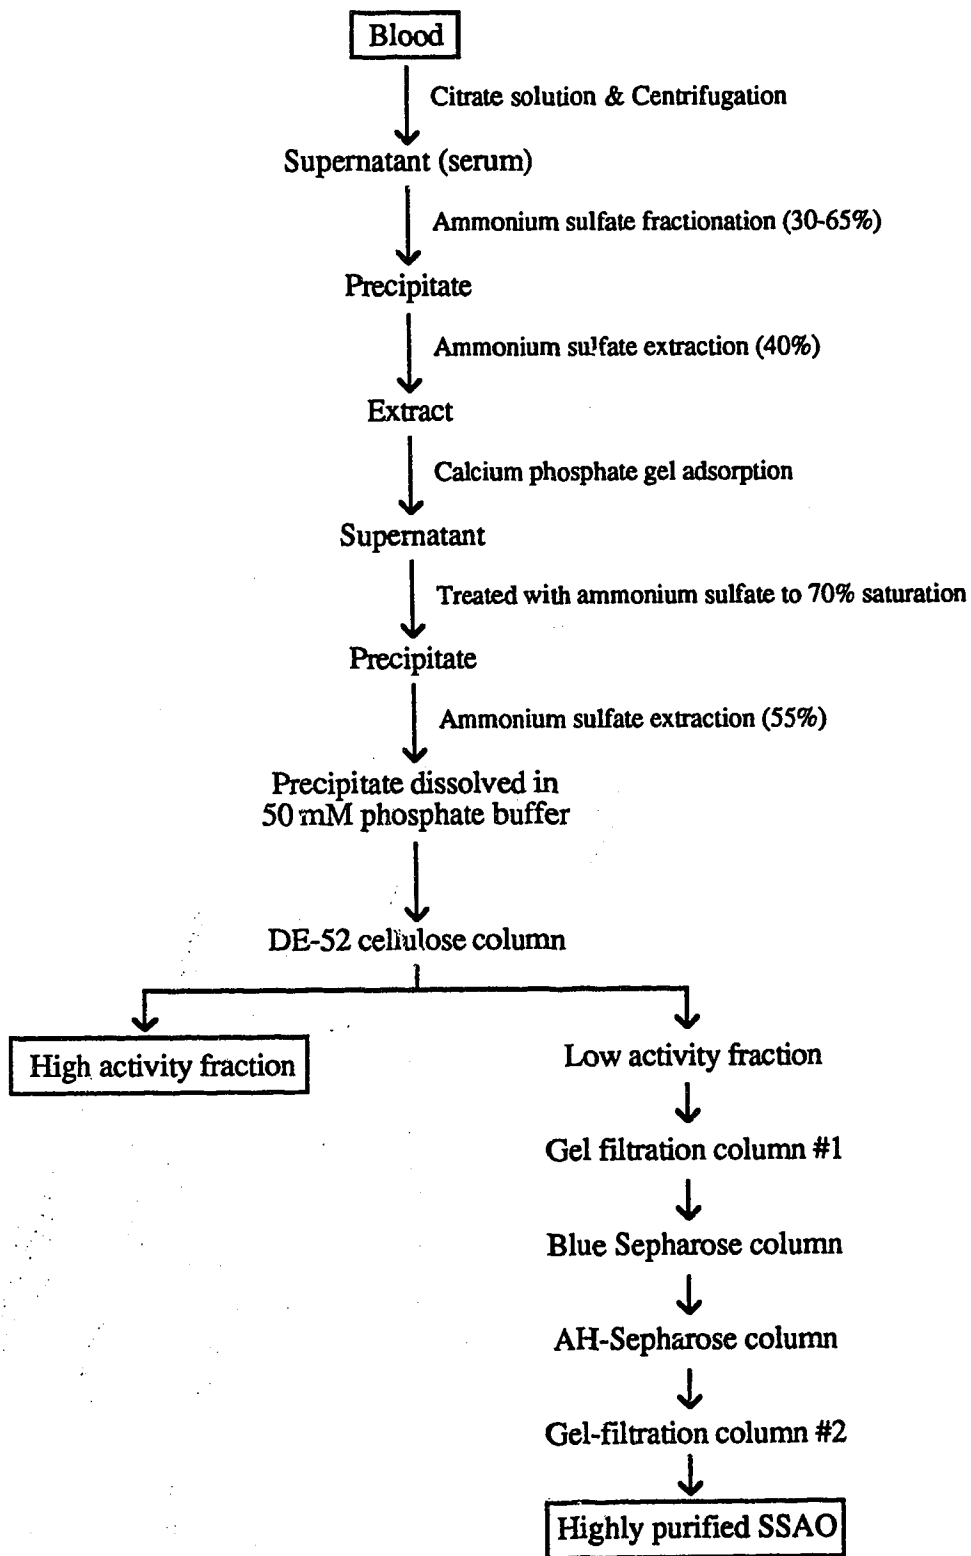 Blood
Citrate solution & Centrifugation
Supernatant (serum)
Ammonium sulfate fractionation (30-65%)
Precipitate
Ammonium sulfate extraction (40%)
Extract
Calcium phosphate gel adsorption
Supernatant
Treated with ammonium sulfate to 70% saturation
Precipitate
Ammonium sulfate extraction (55%)
Precipitate dissolved in
50 mM phosphate buffer
DE-52 cellulose column
High activity fraction
Low activity fraction
Gel filtration column #1
Blue Sepharose column
AH-Sepharose column
Gel-filtration column #2
Highly purified SSAO